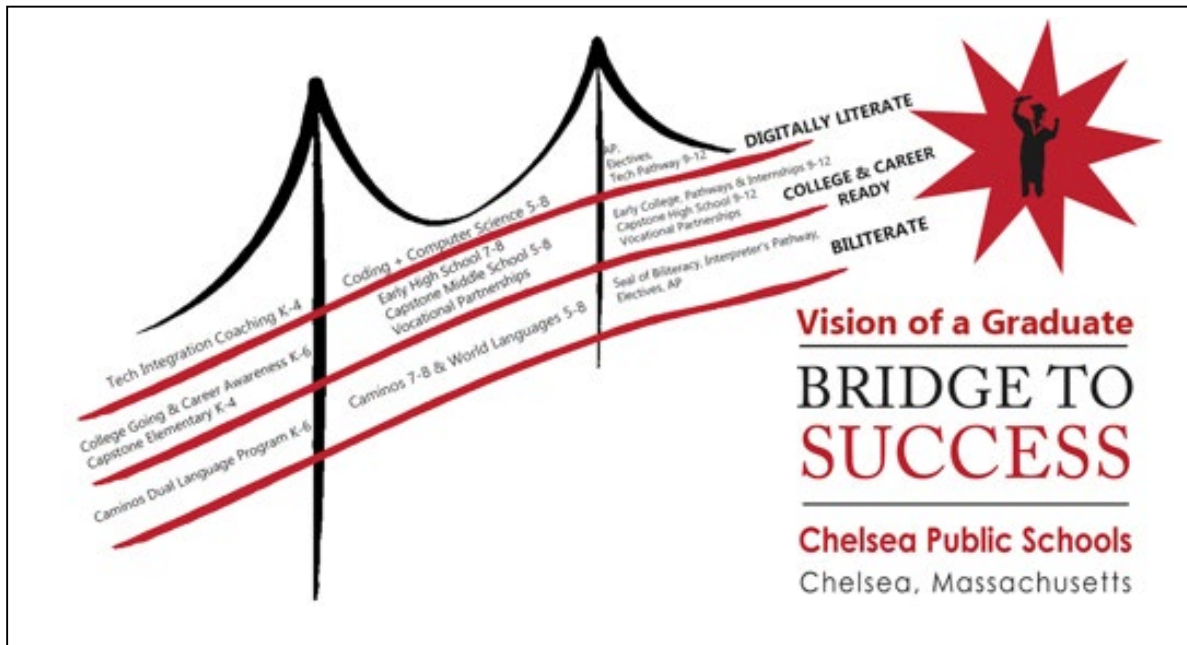 Tech Integration Coaching K-4
Coding + Computer Science 5-8
AP,
Electives,
Tech Pathway 9-12
DIGITALLY LITERATE
College Going & Career Awareness K-6
Capstone Elementary K-4
Early High School 7-8
Capstone Middle School 5-8
Vocational Partnerships
Early College, Pathways & Internships 9-12
Capstone High School 9-12
Vocational Partnerships
COLLEGE & CAREER
READY
Caminos Dual Language Program K-6
Caminos 7-8 & World Languages 5-8
Seal of Biliteracy, Interpreter's Pathway,
Electives, AP
BILITERATE
Vision of a Graduate
BRIDGE TO
SUCCESS
Chelsea Public Schools
Chelsea, Massachusetts